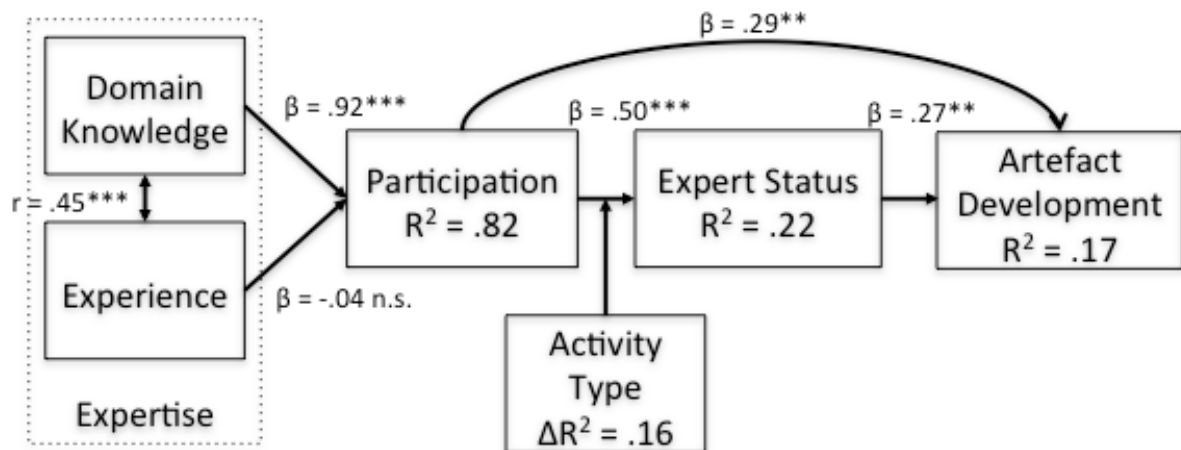 Domain
Knowledge
r = .45***
Experience
Expertise
β = .92***
β = -.04 n.s.
Participation
R² = .82
β = .29**
β = .50***
Activity
Type
ΔR² = .16
Expert Status
R² = .22
β = .27**
Artefact
Development
R² = .17